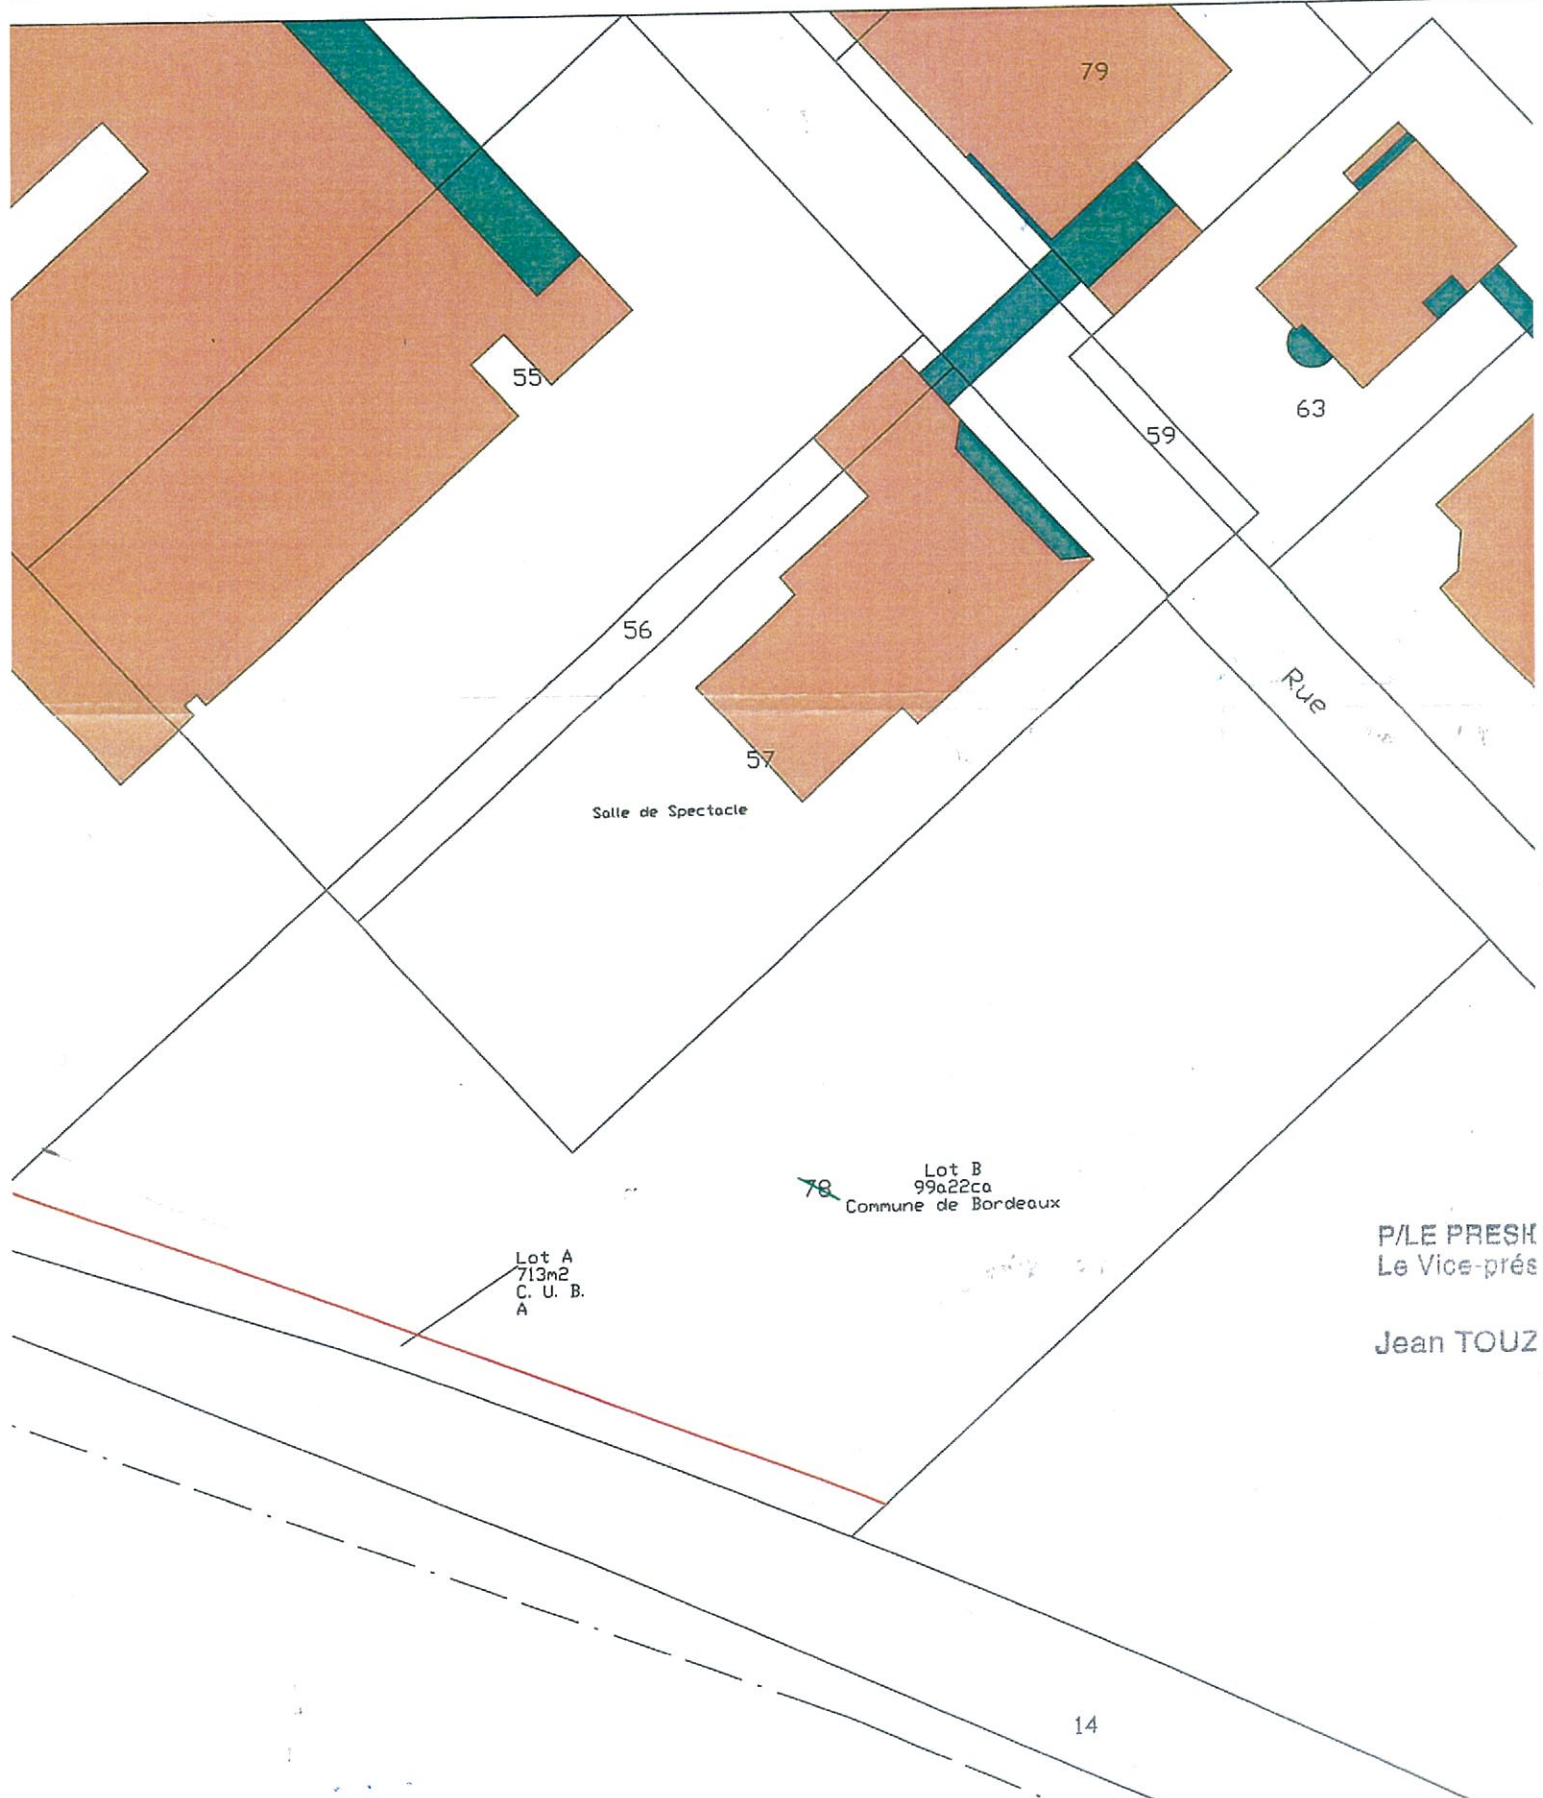 79
55
63
59
56
Rue
57
Salle de Spectacle
78
Lot B
99a22ca
Commune de Bordeaux
Lot A
713m2
C. U. B.
A
P/LE PRESI
Le Vice-prés
Jean TOUZ
14